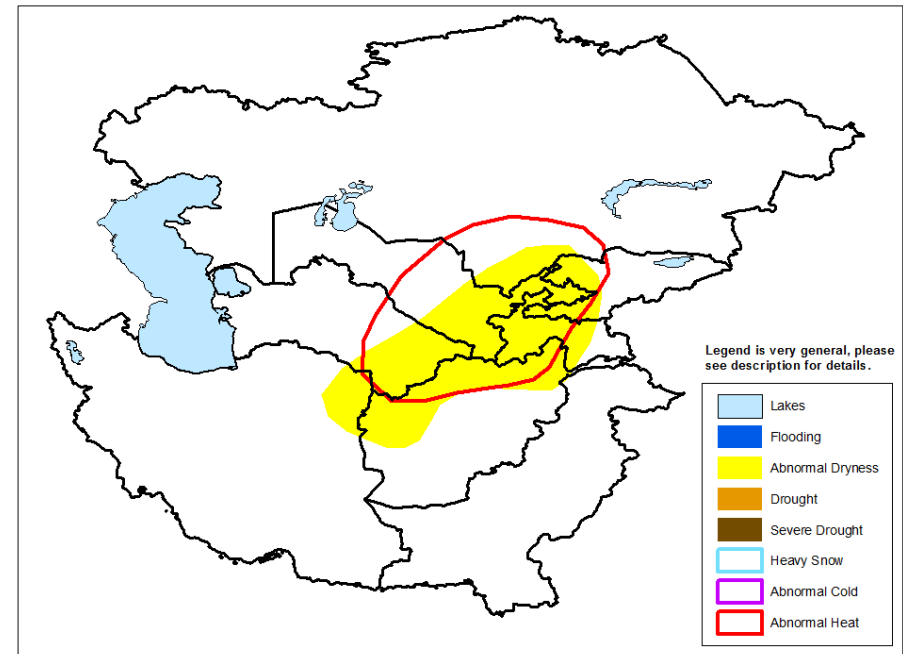 Legend is very general, please
see description for details.
Lakes
Flooding
Abnormal Dryness
Drought
Severe Drought
Heavy Snow
Abnormal Cold
Abnormal Heat